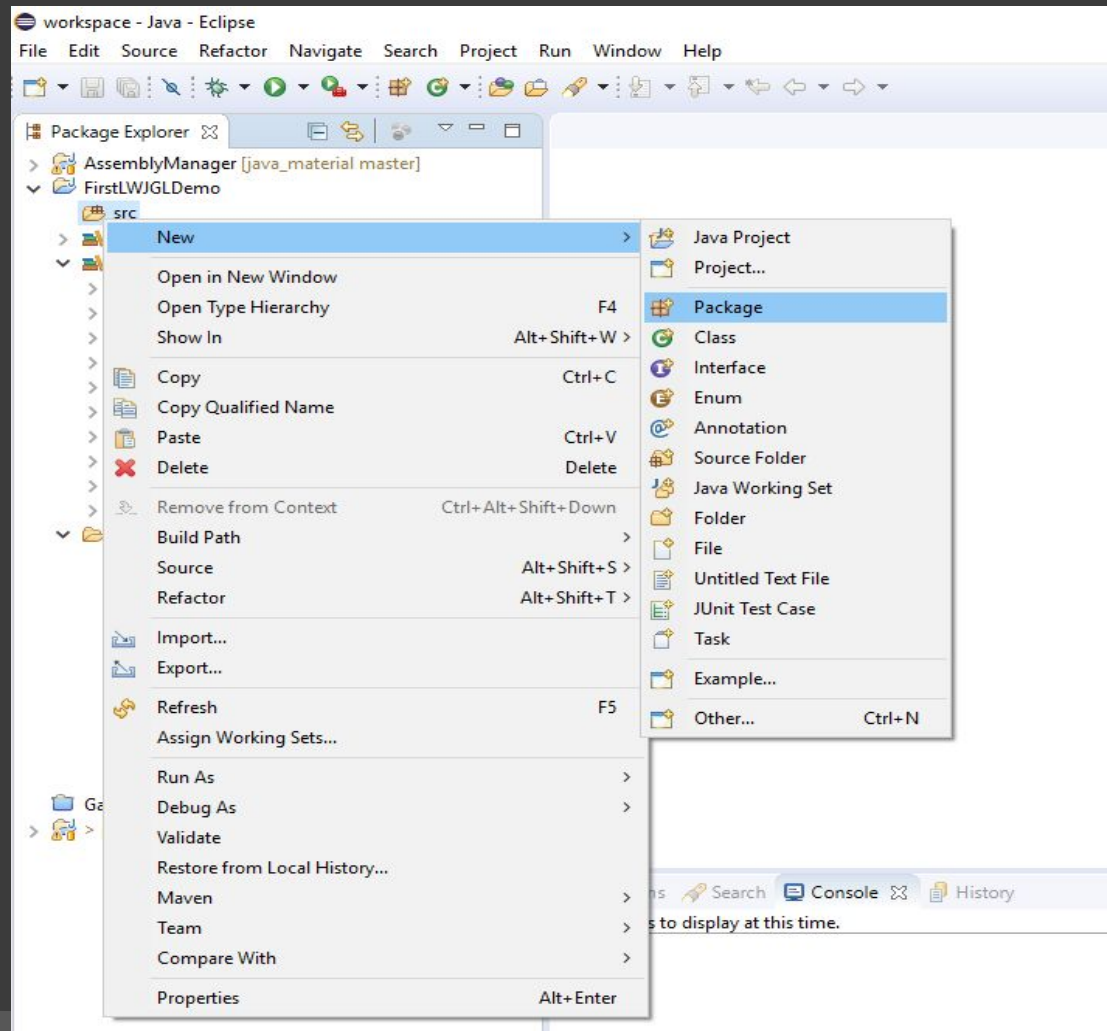 workspace - Java - Eclipse
File Edit Source Refactor Navigate Search Project Run Window Help
Package Explorer
AssemblyManager [java_material master]
FirstLWJGLDemo
src
New
Open in New Window
Open Type Hierarchy F4
Show In Alt+Shift+W >
Copy Ctrl+C
Copy Qualified Name
Paste Ctrl+V
Delete Delete
Remove from Context Ctrl+Alt+Shift+Down
Build Path
Source Alt+Shift+S >
Refactor Alt+Shift+T >
Import...
Export...
Refresh F5
Assign Working Sets...
Run As
Debug As
Validate
Restore from Local History...
Maven
Team
Compare With
Properties Alt+Enter
Java Project
Project...
Package
Class
Interface
Enum
Annotation
Source Folder
Java Working Set
Folder
File
Untitled Text File
JUnit Test Case
Task
Example...
Other... Ctrl+N
Ga
>
Search Console History
s to display at this time.